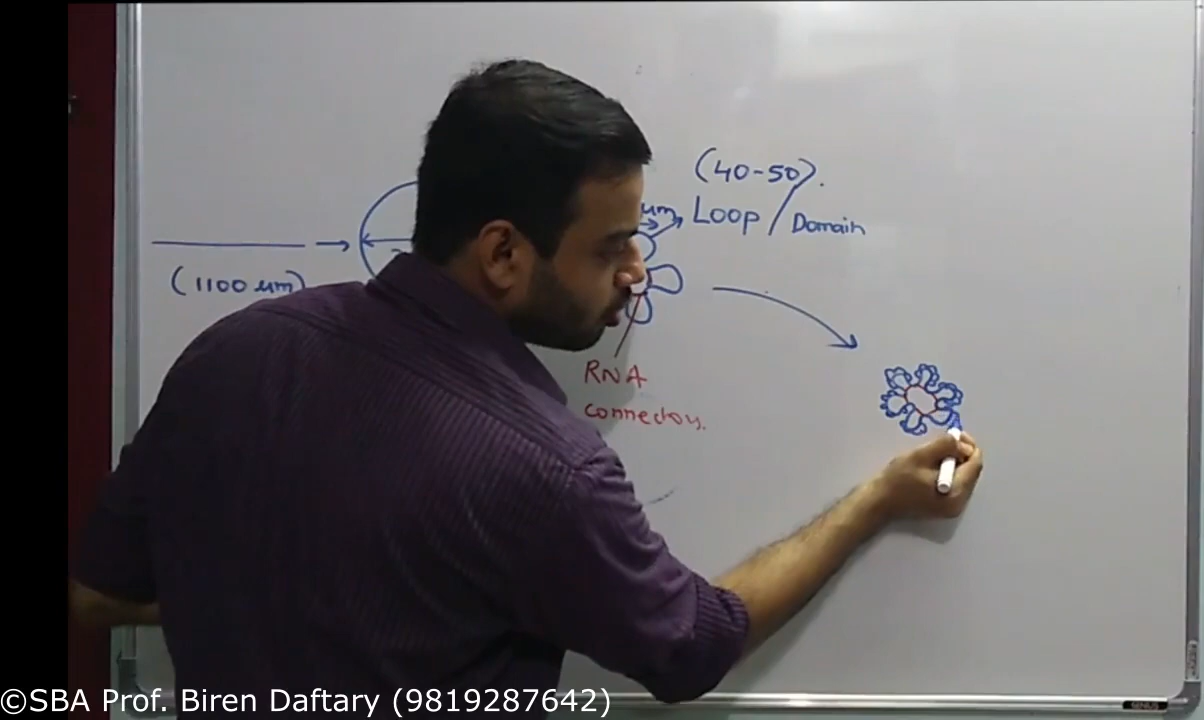 (40-50).
um
Loop / Domain
(1100 um)
RNA
connectors.
©SBA Prof. Biren Daftary (9819287642)